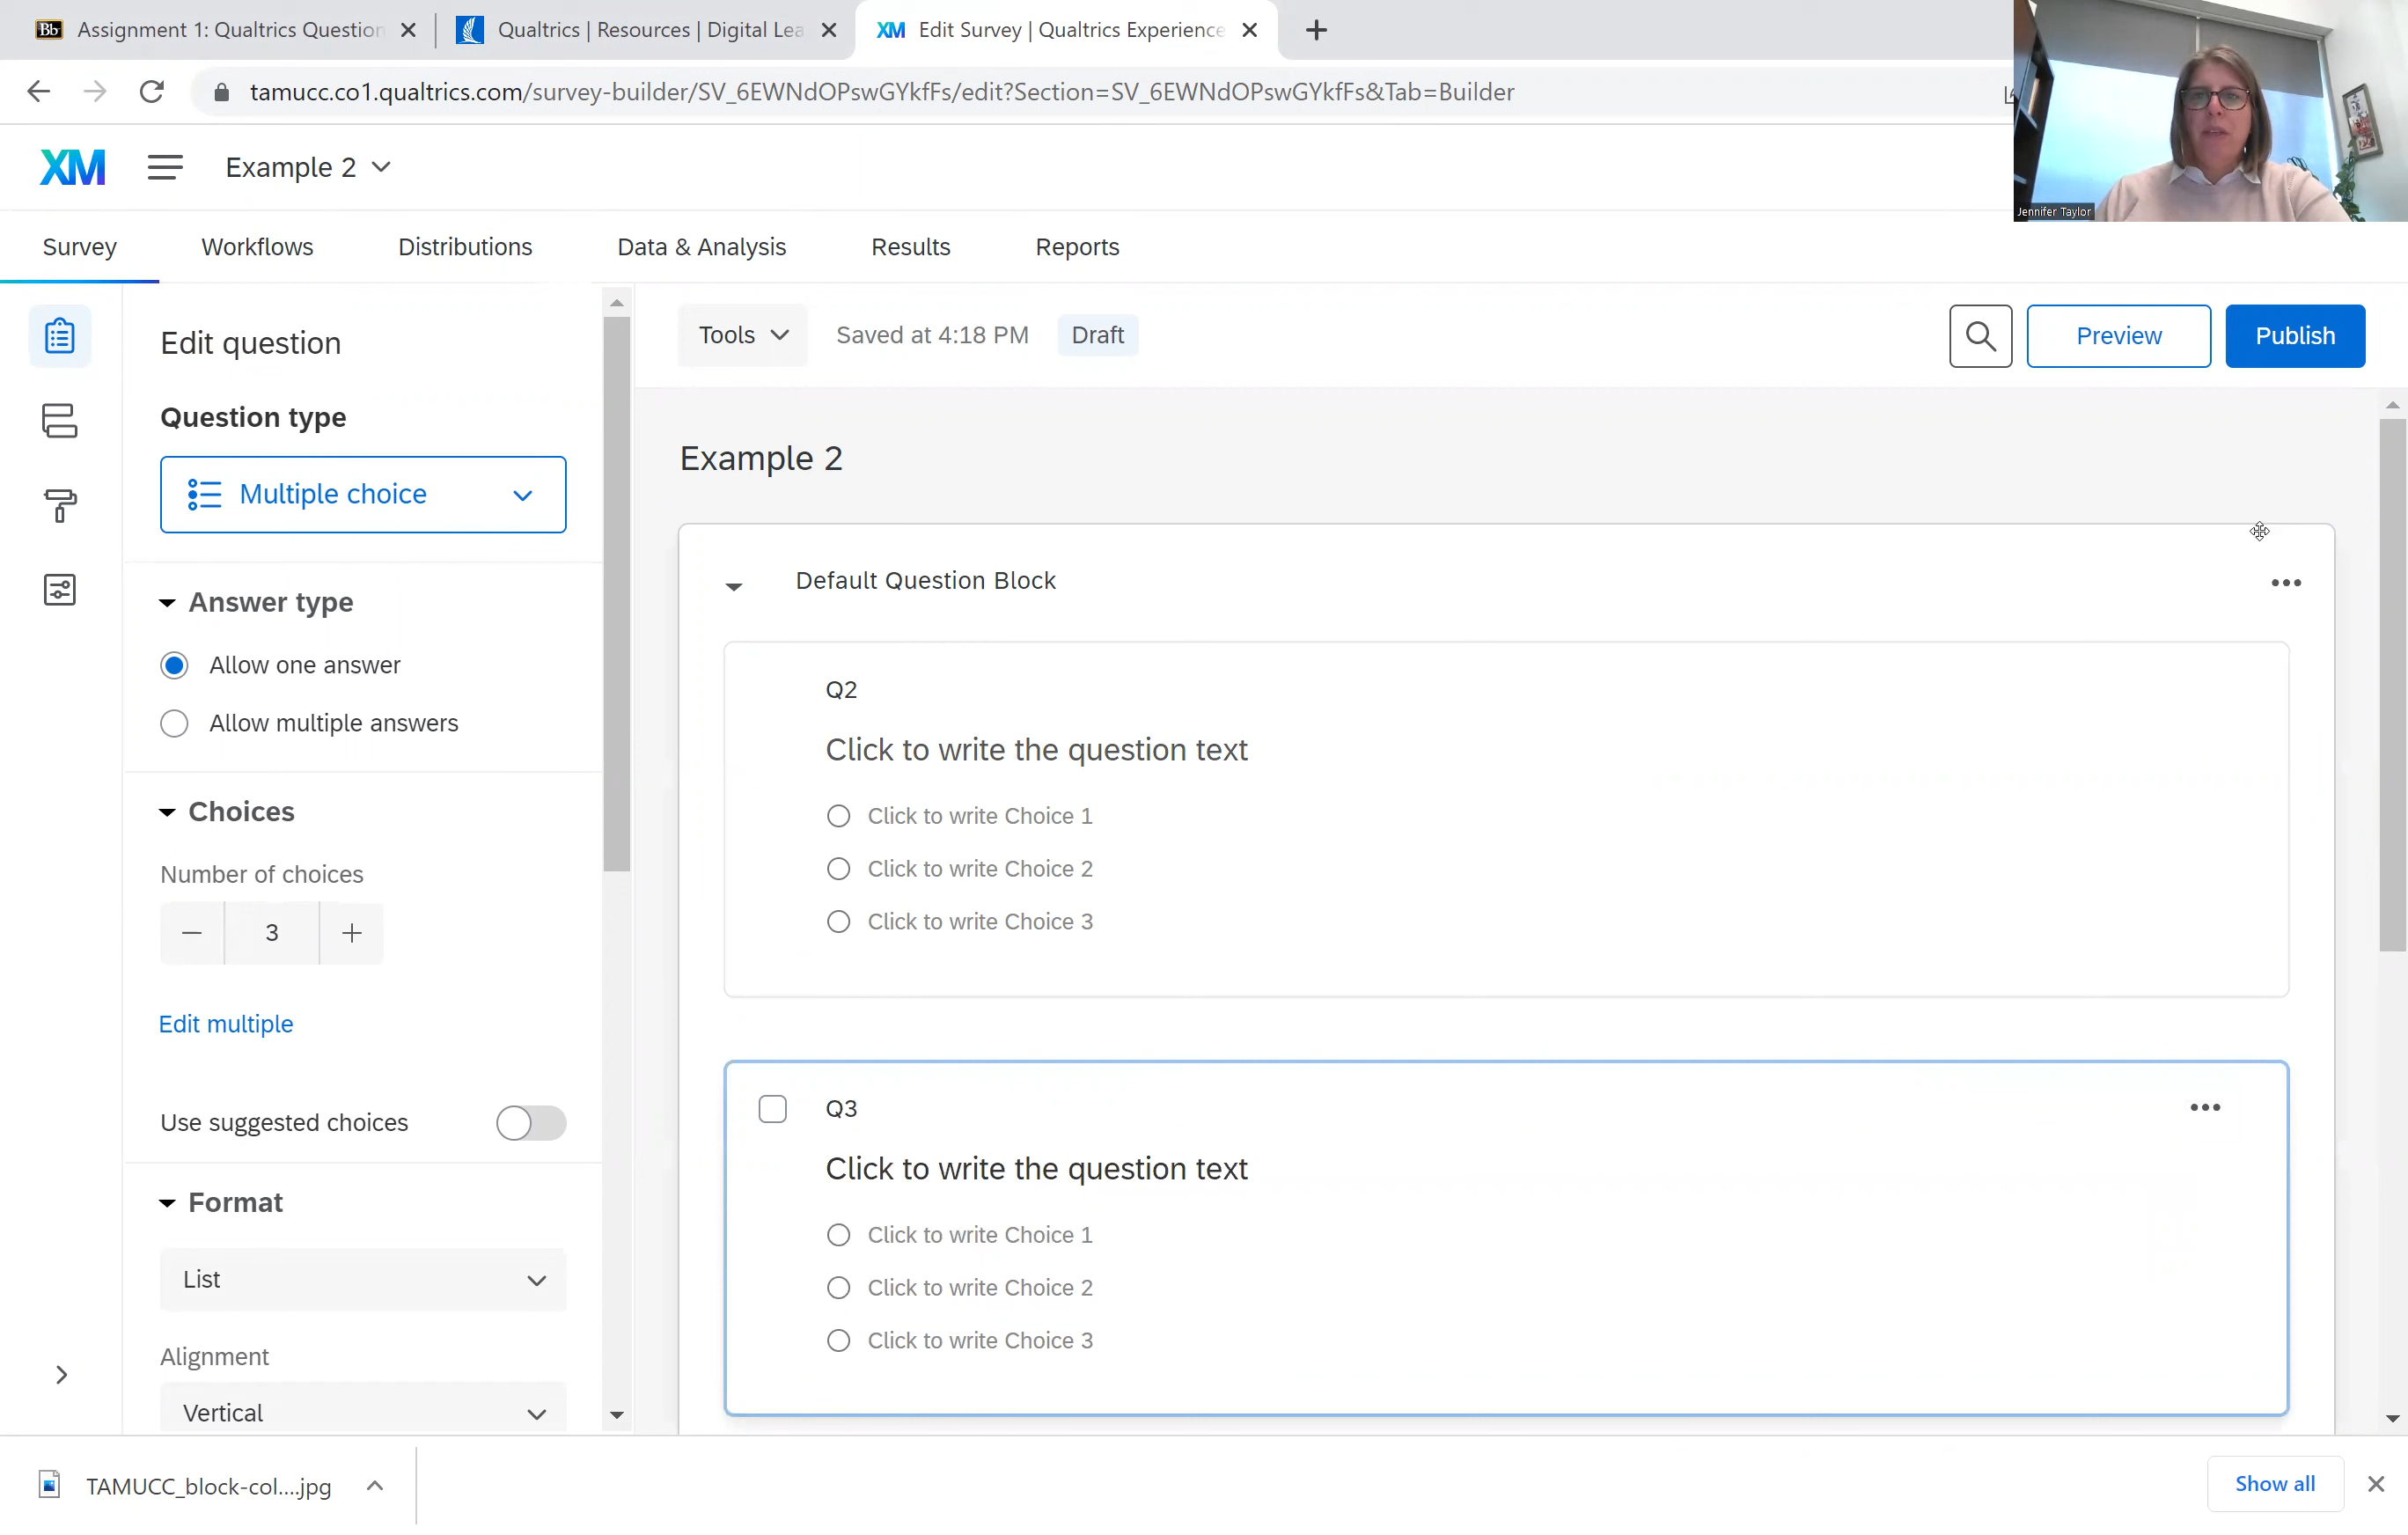 Bb Assignment 1: Qualtrics Question
Qualtrics | Resources | Digital Lea
XM Edit Survey | Qualtrics Experience
tamucc.co1.qualtrics.com/survey-builder/SV_6EWNdOPswGYkfFs/edit?Section=SV_6EWNdOPswGYkfFs&Tab=Builder
Jennifer Taylor
XM Example 2
Survey Workflows Distributions Data & Analysis Results Reports
Edit question
Question type
Multiple choice
Answer type
Allow one answer
Allow multiple answers
Choices
Number of choices
3
Edit multiple
Use suggested choices
Format
List
Alignment
Vertical
Tools Saved at 4:18 PM Draft Preview Publish
Example 2
Default Question Block
Q2
Click to write the question text
Click to write Choice 1
Click to write Choice 2
Click to write Choice 3
Q3
Click to write the question text
Click to write Choice 1
Click to write Choice 2
Click to write Choice 3
TAMUCC_block-col....jpg
Show all